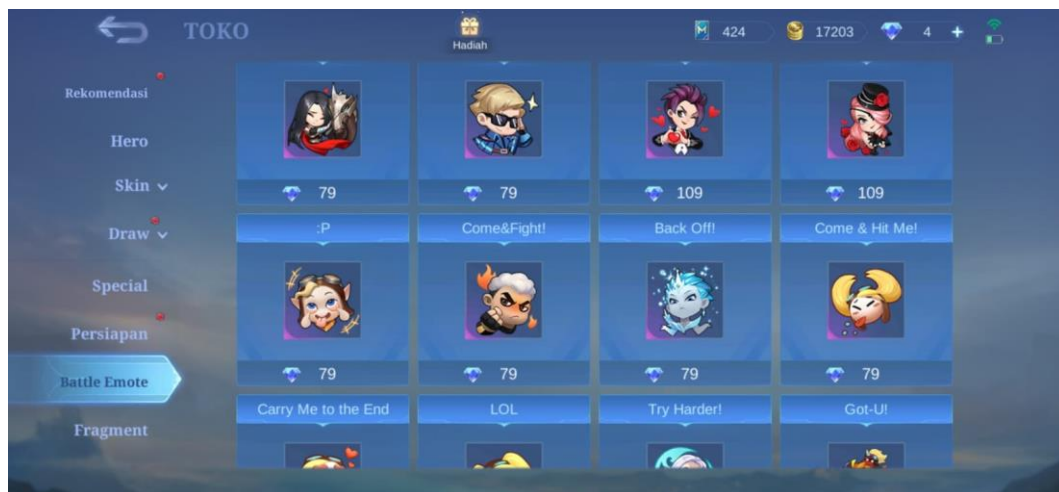 TOKO
Hadiah
424
17203
4
Rekomendasi
Hero
Skin
Draw
Special
Persiapan
Battle Emote
Fragment
79
79
109
109
:P
Come&Fight!
Back Off!
Come & Hit Me!
79
79
79
79
Carry Me to the End
LOL
Try Harder!
Got-U!